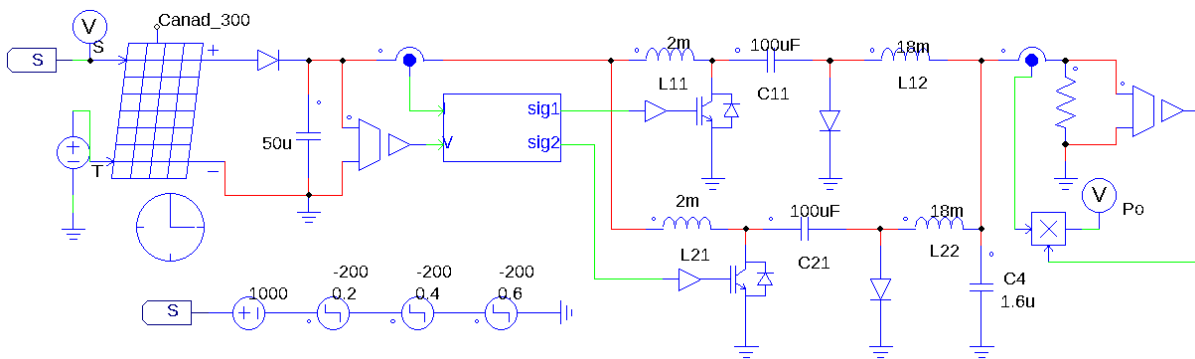 Canad_300
V
S
S
+
2m
100uF
18m
L11
C11
L12
I
sig1
V
sig2
50u
T
−
2m
100uF
18m
V
Po
L21
C21
L22
C4
1.6u
-200
-200
-200
1000
0.2
0.4
0.6
S